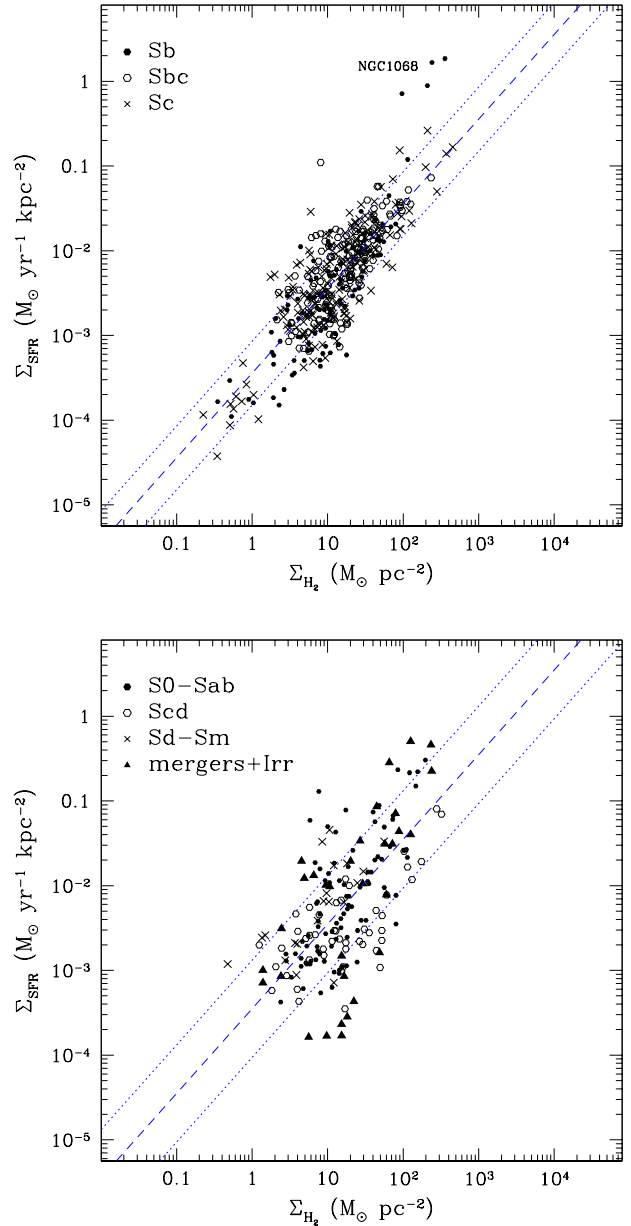 NGC1068
Sb
Sbc
Sc
1
0.1
10⁻²
10⁻³
10⁻⁴
10⁻⁵
Σ_SFR (M_⊙ yr⁻¹ kpc⁻²)
0.1 1 10 10² 10³ 10⁴
Σ_H₂ (M_⊙ pc⁻²)
S0−Sab
Scd
Sd−Sm
mergers+Irr
1
0.1
10⁻²
10⁻³
10⁻⁴
10⁻⁵
Σ_SFR (M_⊙ yr⁻¹ kpc⁻²)
0.1 1 10 10² 10³ 10⁴
Σ_H₂ (M_⊙ pc⁻²)